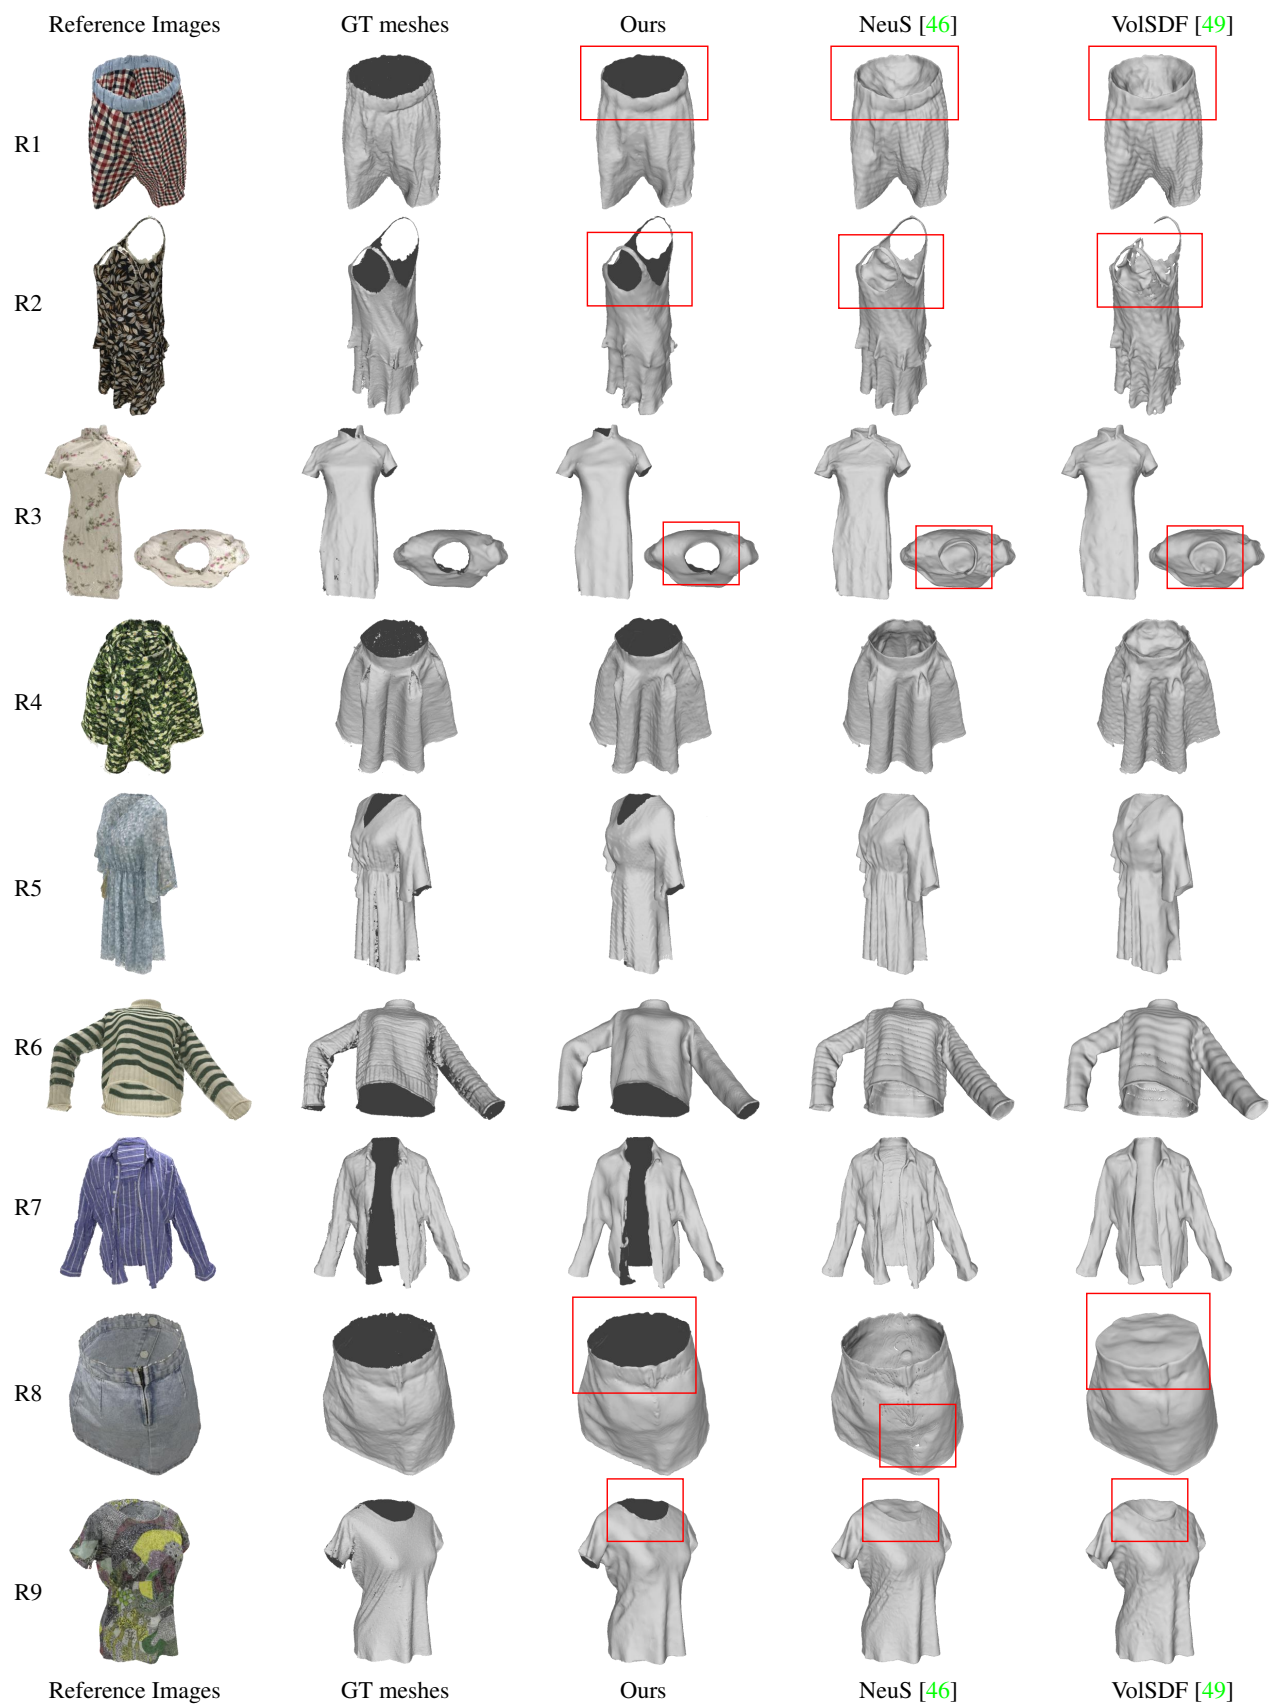 Reference Images GT meshes Ours NeuS [46] VolSDF [49]
R1
R2
R3
R4
R5
R6
R7
R8
R9
Reference Images GT meshes Ours NeuS [46] VolSDF [49]